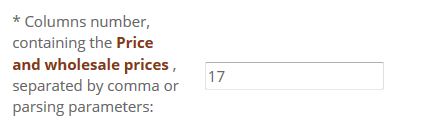 * Columns number,
containing the Price
and wholesale prices ,
separated by comma or
parsing parameters:
17